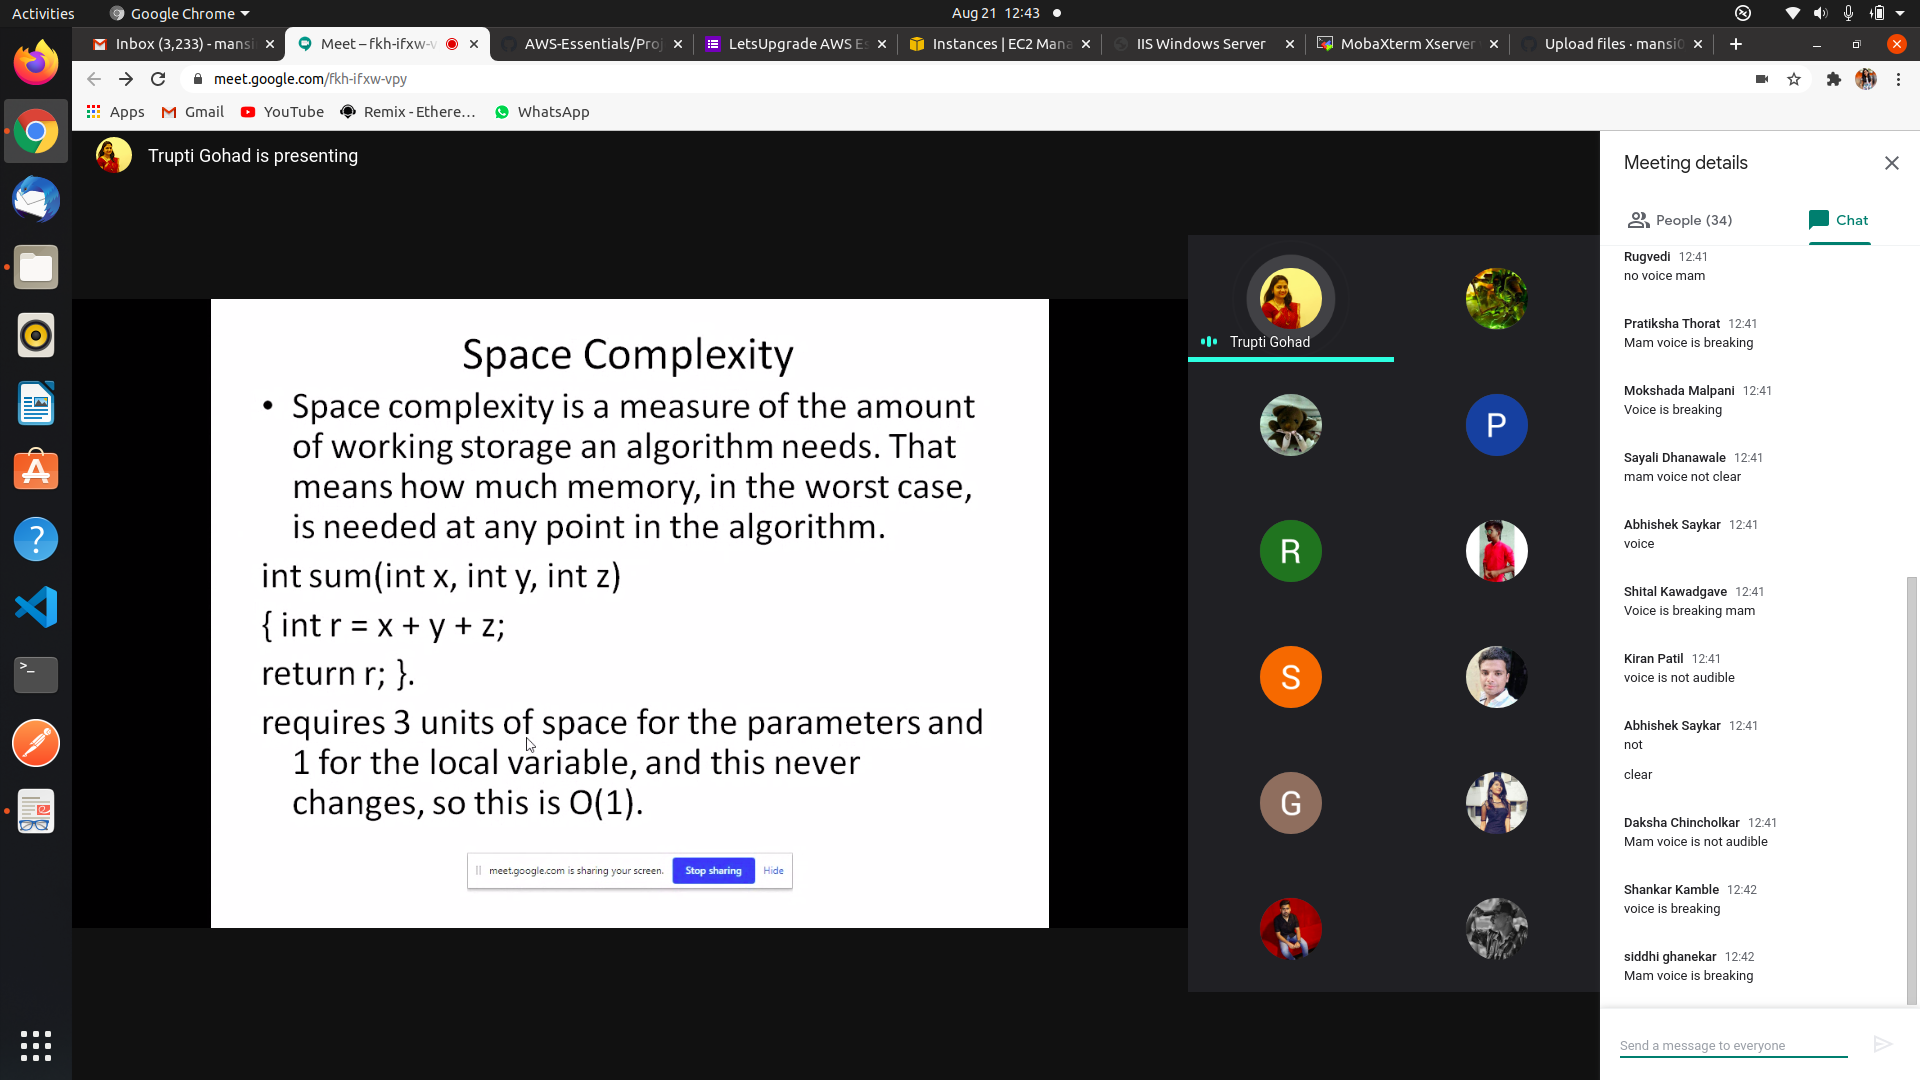 Activities
Google Chrome
Aug 21 12:43
Inbox (3,233) - mansi
Meet – fkh-ifxw-v
AWS-Essentials/Proj
LetsUpgrade AWS Es
Instances | EC2 Mana
IIS Windows Server
MobaXterm Xserver
Upload files · mansi0
meet.google.com/fkh-ifxw-vpy
Apps
Gmail
YouTube
Remix - Ethere...
WhatsApp
Trupti Gohad is presenting
Space Complexity
• Space complexity is a measure of the amount
of working storage an algorithm needs. That
means how much memory, in the worst case,
is needed at any point in the algorithm.
int sum(int x, int y, int z)
{ int r = x + y + z;
return r; }.
requires 3 units of space for the parameters and
1 for the local variable, and this never
changes, so this is O(1).
meet.google.com is sharing your screen.
Stop sharing
Hide
Trupti Gohad
P
R
S
G
Meeting details
People (34)
Chat
Rugvedi 12:41
no voice mam
Pratiksha Thorat 12:41
Mam voice is breaking
Mokshada Malpani 12:41
Voice is breaking
Sayali Dhanawale 12:41
mam voice not clear
Abhishek Saykar 12:41
voice
Shital Kawadgave 12:41
Voice is breaking mam
Kiran Patil 12:41
voice is not audible
Abhishek Saykar 12:41
not
clear
Daksha Chincholkar 12:41
Mam voice is not audible
Shankar Kamble 12:42
voice is breaking
siddhi ghanekar 12:42
Mam voice is breaking
Send a message to everyone